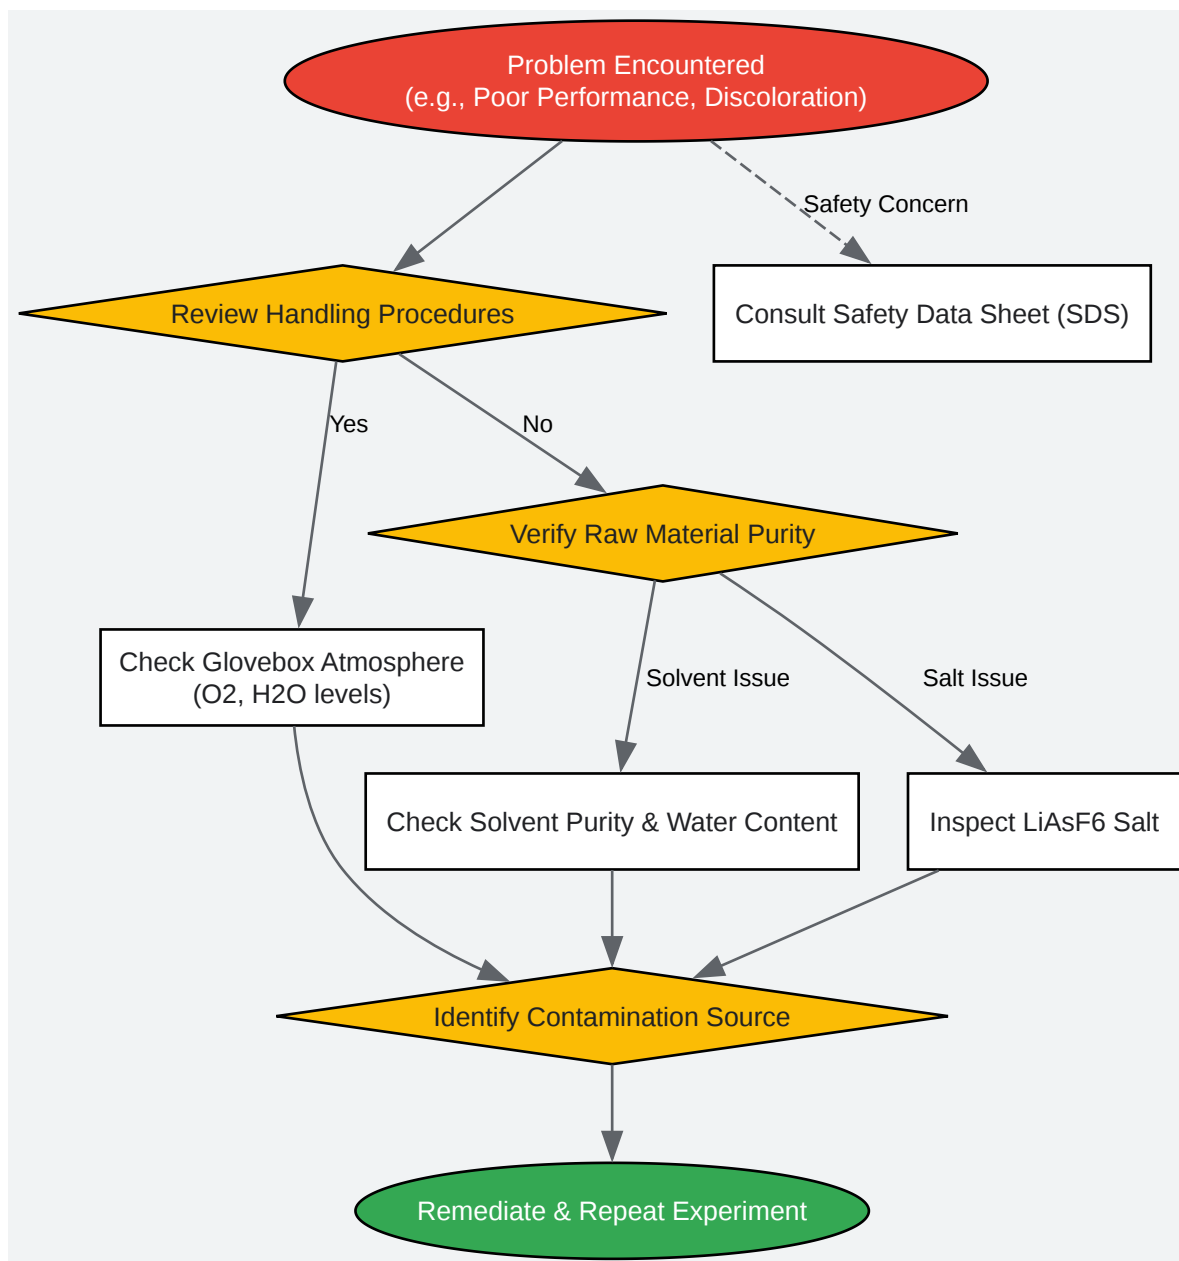 Problem Encountered
(e.g., Poor Performance, Discoloration)
Safety Concern
Review Handling Procedures
Consult Safety Data Sheet (SDS)
Yes
No
Verify Raw Material Purity
Check Glovebox Atmosphere
(O2, H2O levels)
Solvent Issue
Salt Issue
Check Solvent Purity & Water Content
Inspect LiAsF6 Salt
Identify Contamination Source
Remediate & Repeat Experiment